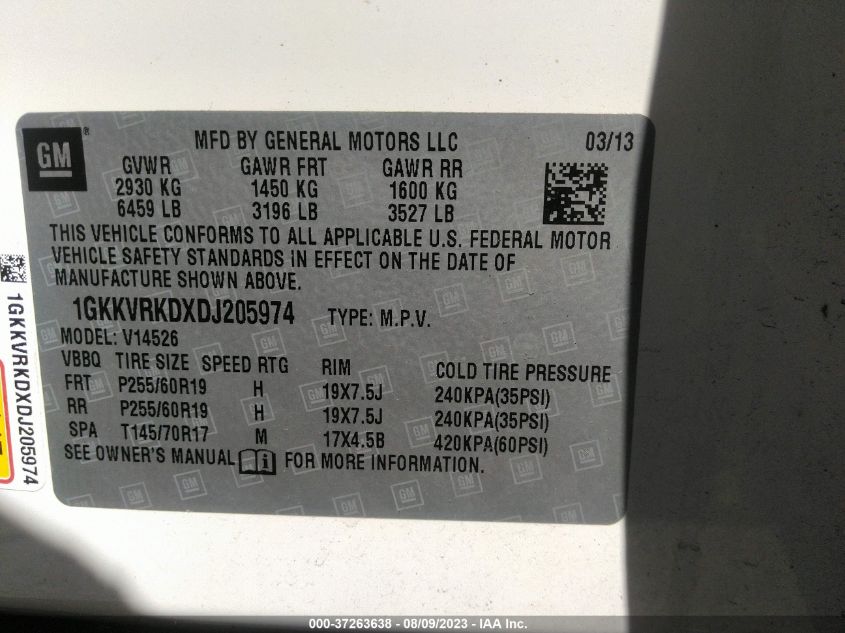 GM ® MFD BY GENERAL MOTORS LLC 03/13
GVWR GAWR FRT GAWR RR
2930 KG 1450 KG 1600 KG
6459 LB 3196 LB 3527 LB
THIS VEHICLE CONFORMS TO ALL APPLICABLE U.S. FEDERAL MOTOR
VEHICLE SAFETY STANDARDS IN EFFECT ON THE DATE OF
MANUFACTURE SHOWN ABOVE.
1GKKVRKDXDJ205974 TYPE: M.P.V.
MODEL: V14526
VBBQ TIRE SIZE SPEED RTG RIM COLD TIRE PRESSURE
FRT P255/60R19 H 19X7.5J 240KPA(35PSI)
RR P255/60R19 H 19X7.5J 240KPA(35PSI)
SPA T145/70R17 M 17X4.5B 420KPA(60PSI)
SEE OWNER'S MANUAL FOR MORE INFORMATION.
1GKKVRKDXDJ205974
000-37263638 - 08/09/2023 - IAA Inc.